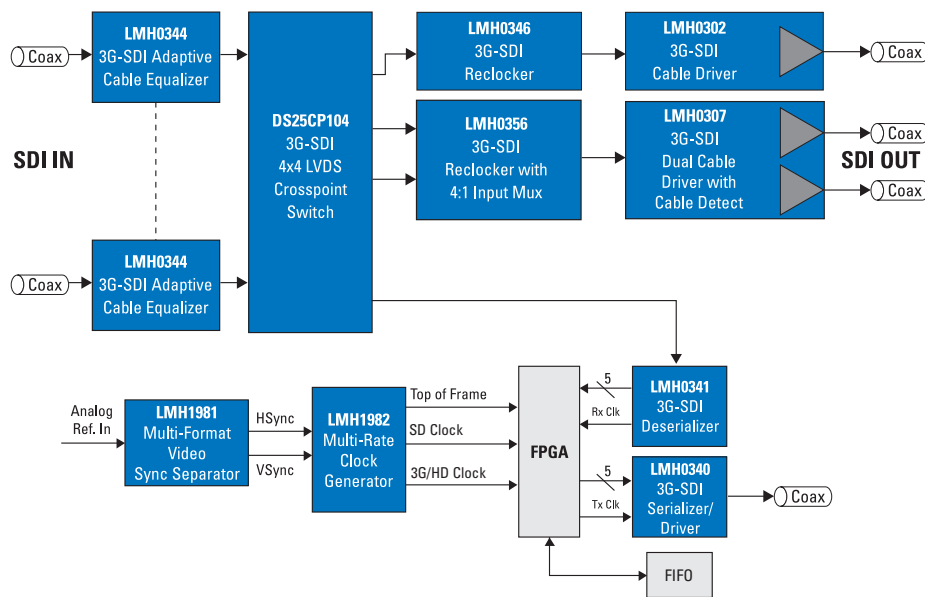 Coax
LMH0344
3G-SDI Adaptive
Cable Equalizer
DS25CP104
3G-SDI
4x4 LVDS
Crosspoint
Switch
LMH0346
3G-SDI
Reclocker
LMH0302
3G-SDI
Cable Driver
Coax
SDI IN
LMH0356
3G-SDI
Reclocker with
4:1 Input Mux
LMH0307
3G-SDI
Dual Cable
Driver with
Cable Detect
Coax
SDI OUT
Coax
Coax
LMH0344
3G-SDI Adaptive
Cable Equalizer
Analog
Ref. In
LMH1981
Multi-Format
Video
Sync Separator
HSync
VSync
LMH1982
Multi-Rate
Clock
Generator
Top of Frame
SD Clock
3G/HD Clock
FPGA
5
Rx Clk
LMH0341
3G-SDI
Deserializer
5
Tx Clk
LMH0340
3G-SDI
Serializer/
Driver
Coax
FIFO